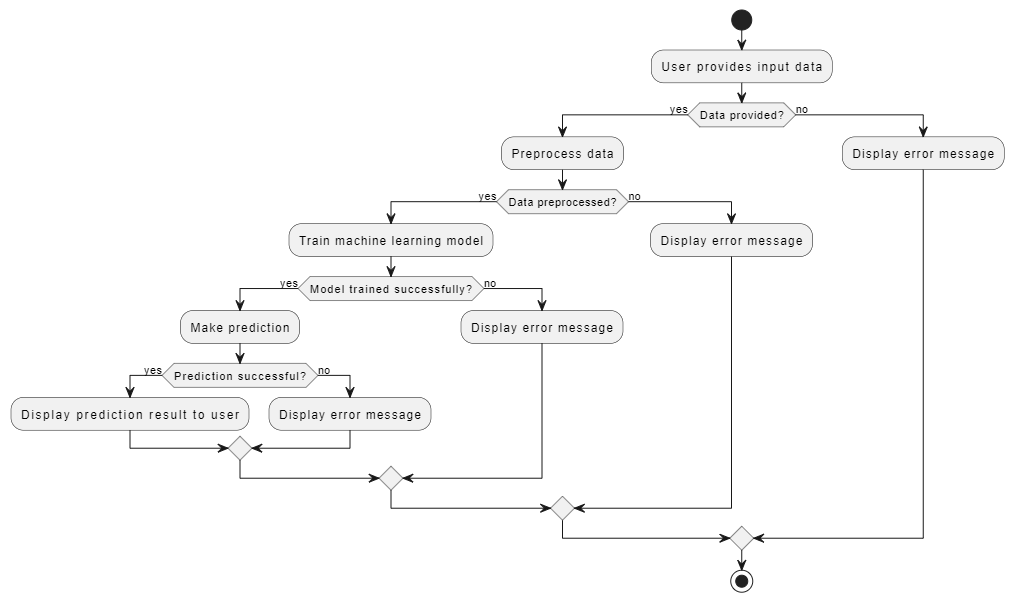 User provides input data
yes
Data provided?
no
Preprocess data
Display error message
yes
Data preprocessed?
no
Train machine learning model
Display error message
yes
Model trained successfully?
no
Make prediction
Display error message
yes
Prediction successful?
no
Display prediction result to user
Display error message